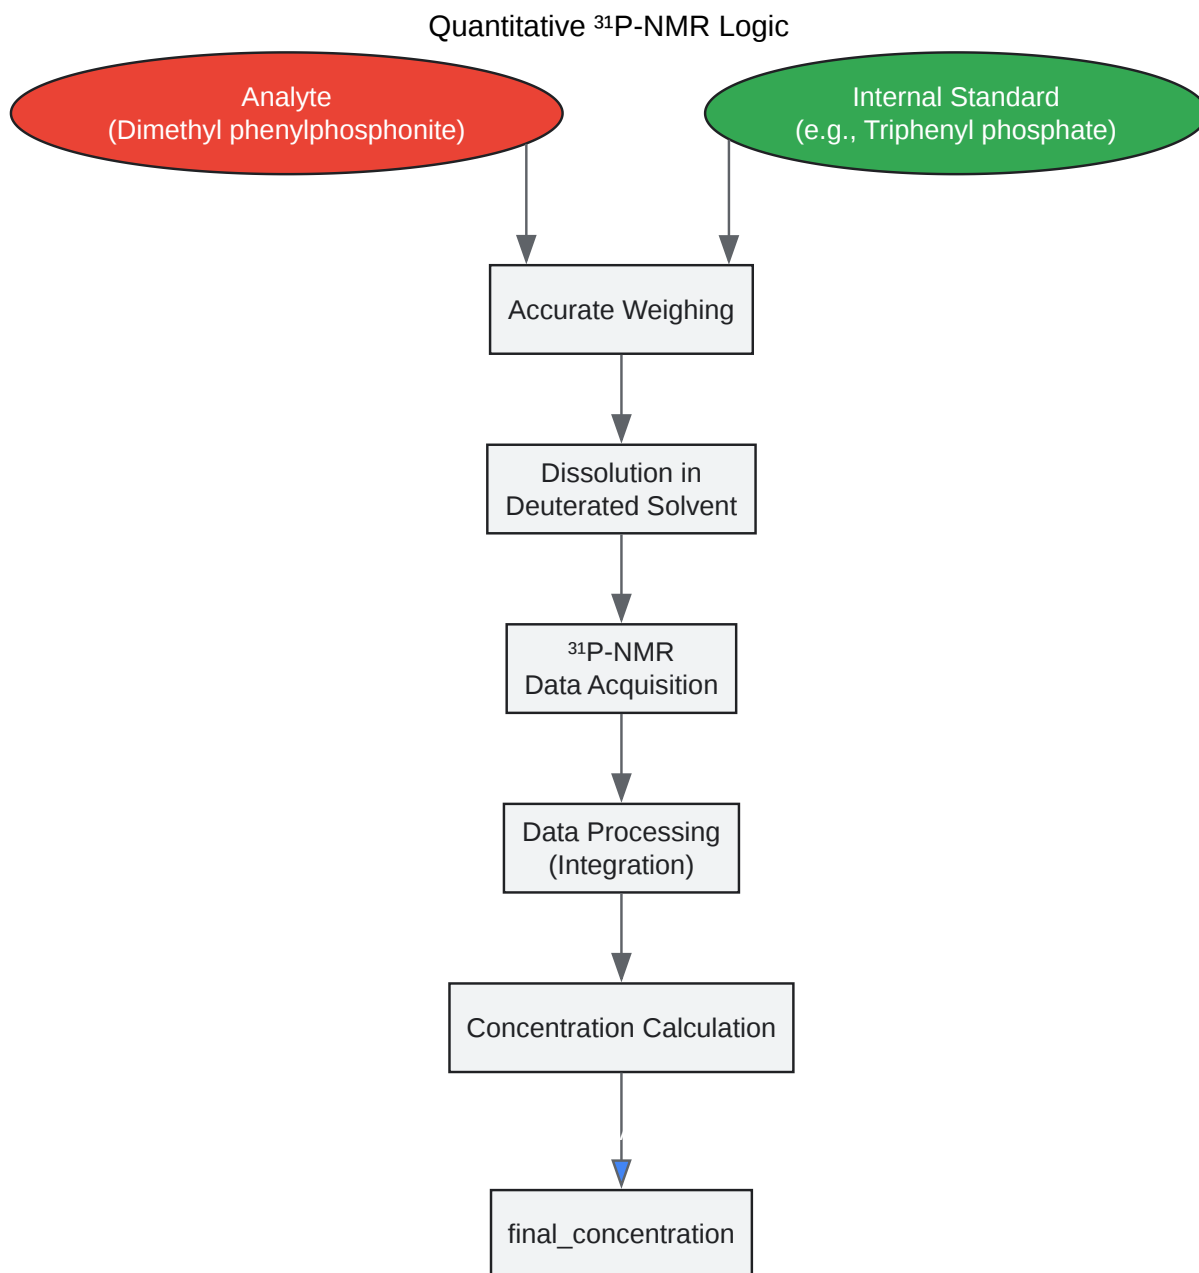 Quantitative ³¹P-NMR Logic
Analyte
(Dimethyl phenylphosphonite)
Internal Standard
(e.g., Triphenyl phosphate)
Accurate Weighing
Dissolution in
Deuterated Solvent
³¹P-NMR
Data Acquisition
Data Processing
(Integration)
Concentration Calculation
final_concentration